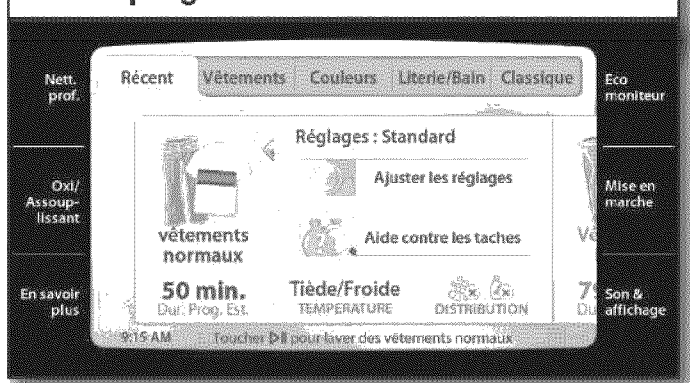 Nett.
prof.
Oxi/
Assoup-
lissant
En savoir
plus
Récent Vêtements Couleurs Literie/Bain Classique
Réglages : Standard
Ajuster les réglages
Aide contre les taches
vêtements
normaux
50 min.
Dur. Prog. Est.
Tiède/Froide
TEMPÉRATURE
DISTRIBUTION
9:15 AM Toucher pour laver des vêtements normaux
Eco
moniteur
Mise en
marche
Son &
affichage